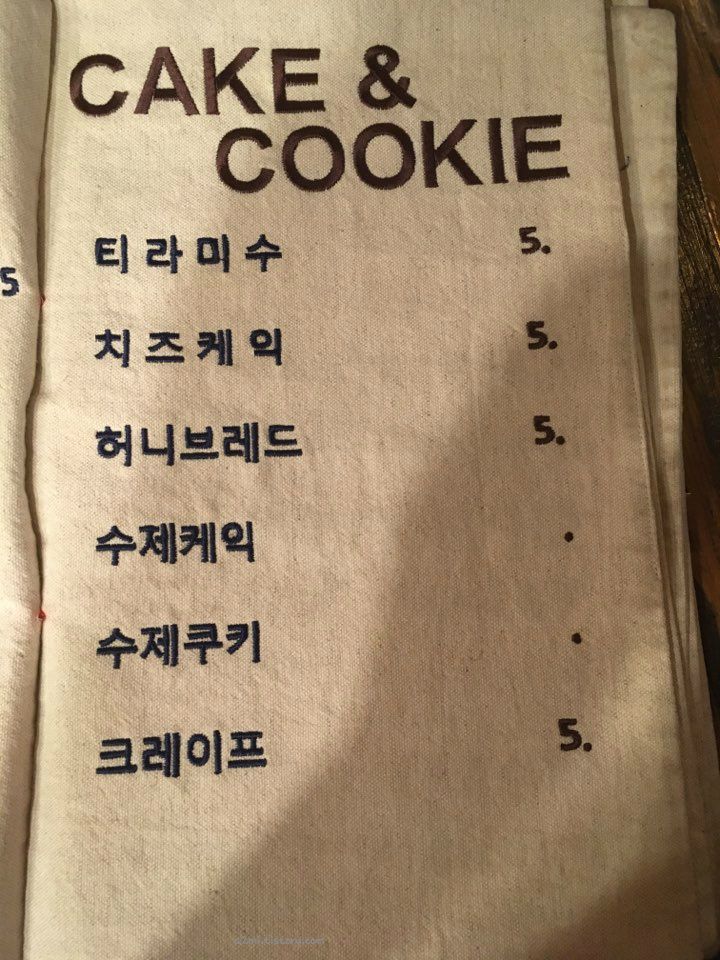 CAKE &
COOKIE
티라미수 5.
치즈케익 5.
허니브레드 5.
수제케익 .
수제쿠키 .
크레이프 5.
5